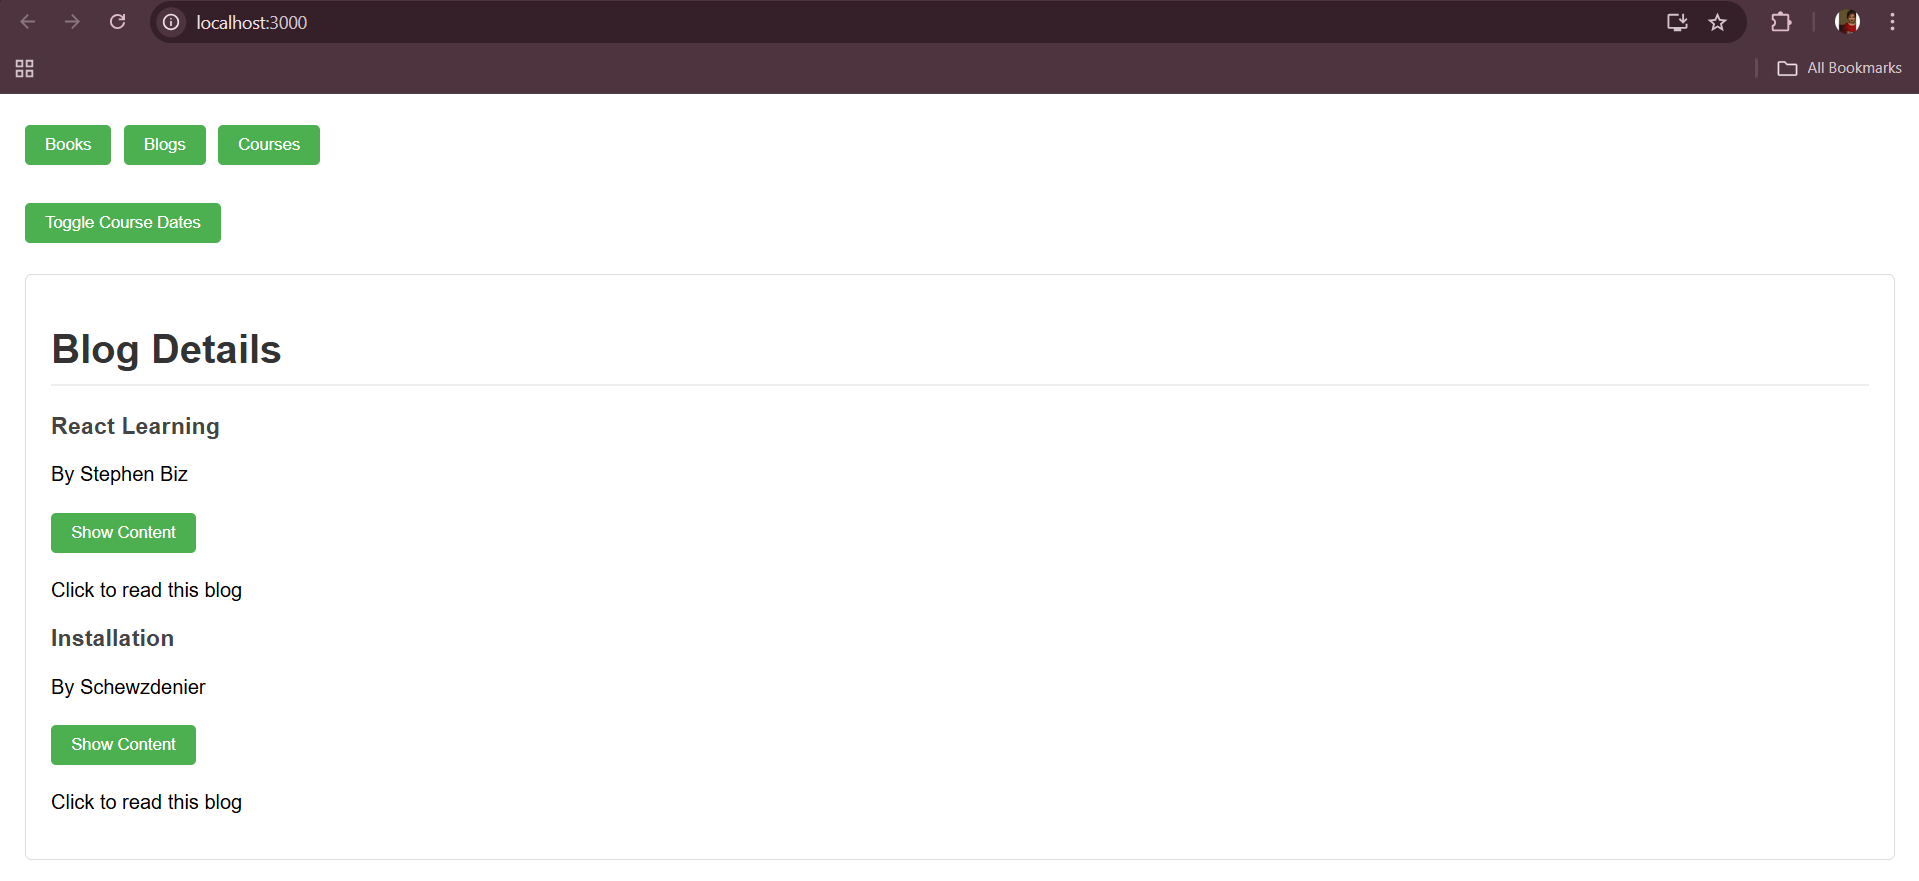 localhost:3000
All Bookmarks
Books Blogs Courses
Toggle Course Dates
Blog Details
React Learning
By Stephen Biz
Show Content
Click to read this blog
Installation
By Schewzdenier
Show Content
Click to read this blog